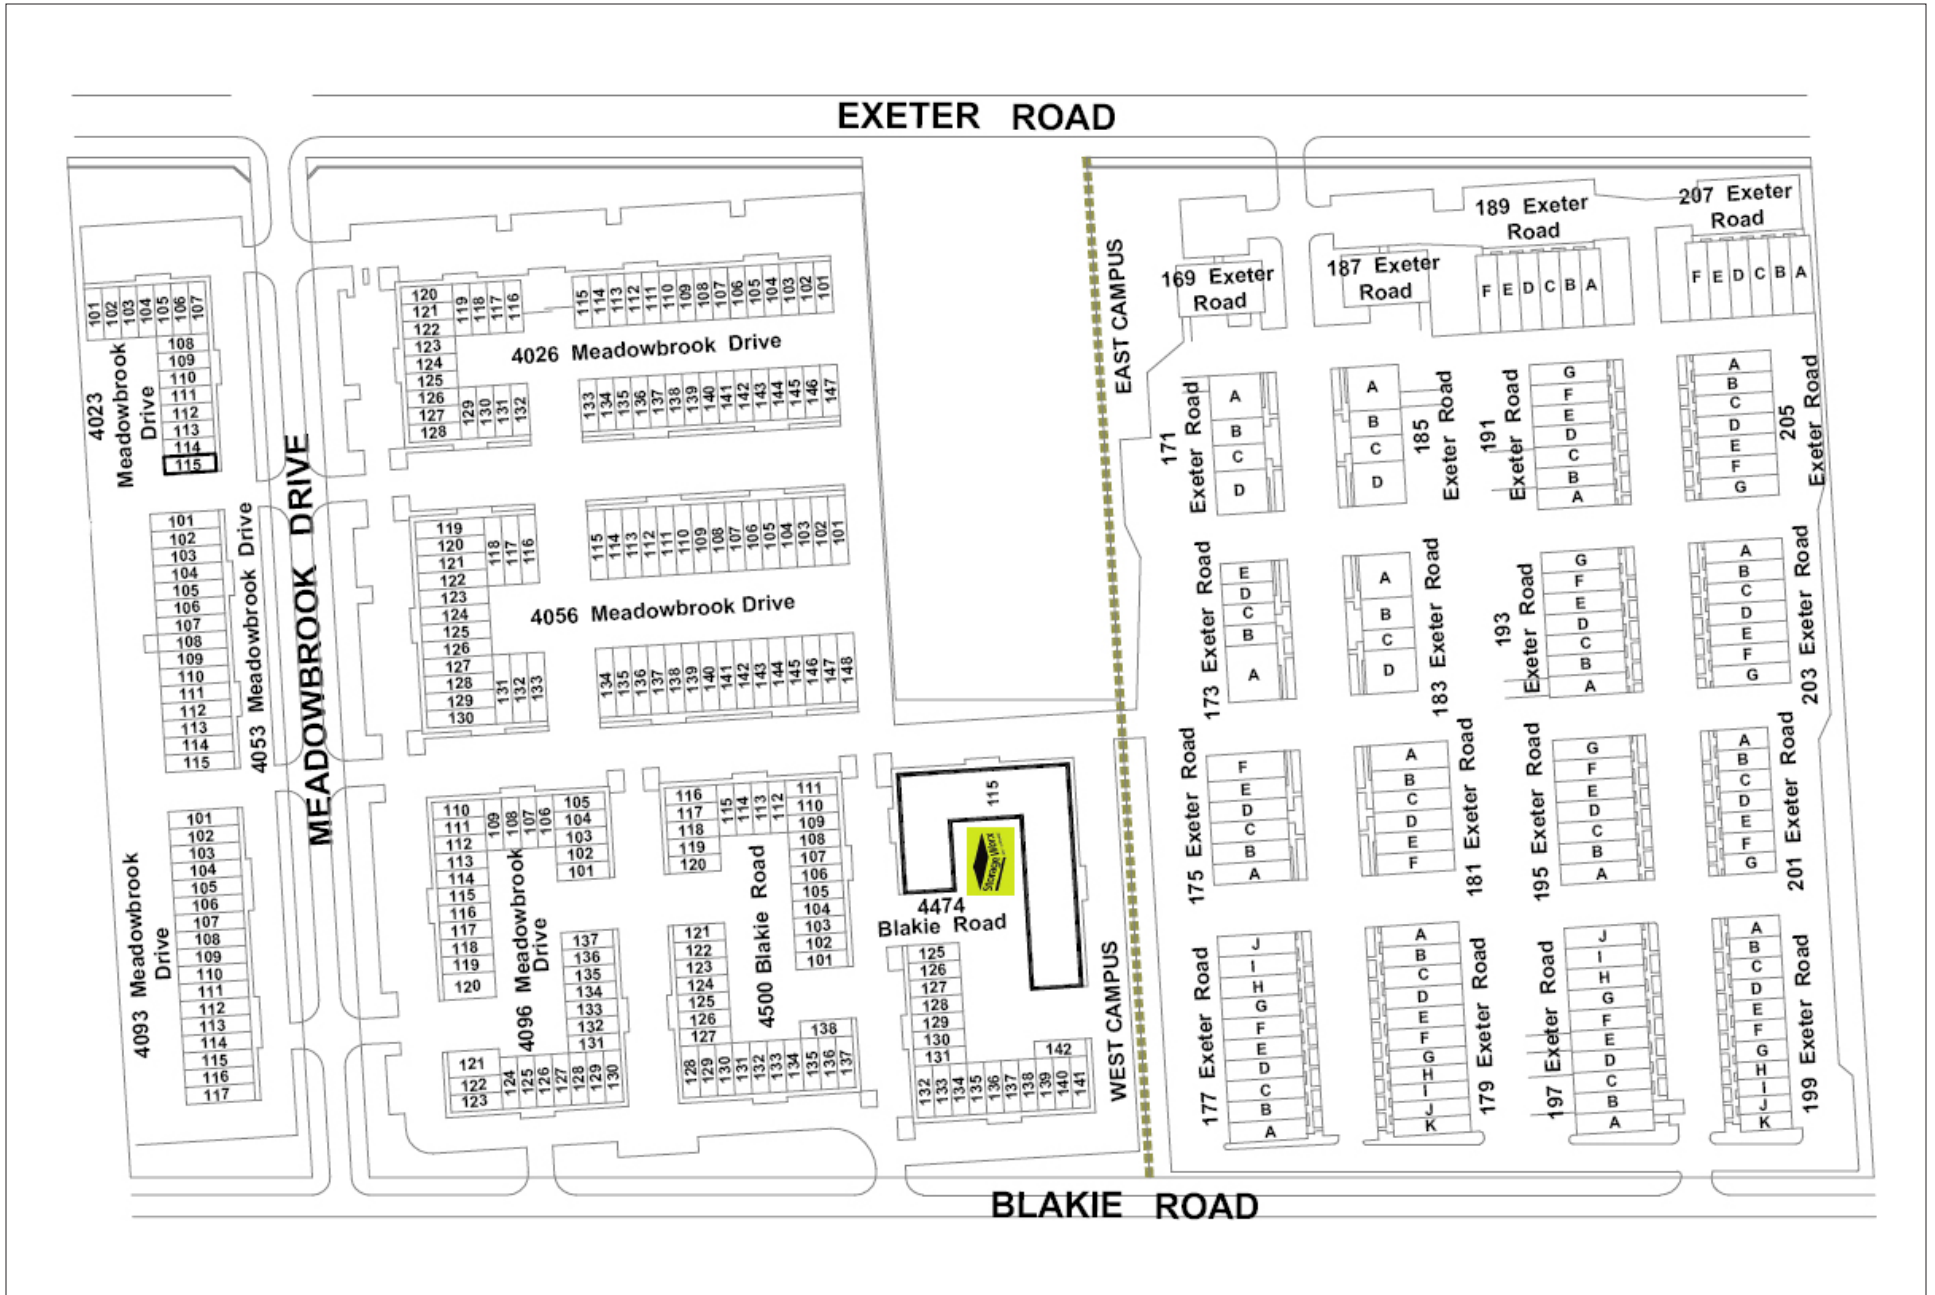 EXETER ROAD
207 Exeter
Road
189 Exeter
Road
187 Exeter
Road
169 Exeter
Road
F E D C B A
F E D C B A
EAST CAMPUS
101 102 103 104 105 106 107
108
109
110
111
112
113
114
115
4023
Meadowbrook
Drive
120
121
122
123
124
125
126
127
128
119 118 117 116
129 130 131 132
115 114 113 112 111 110 109 108 107 106 105 104 103 102 101
4026 Meadowbrook Drive
133 134 135 136 137 138 139 140 141 142 143 144 145 146 147
MEADOWBROOK DRIVE
101
102
103
104
105
106
107
108
109
110
111
112
113
114
115
4053 Meadowbrook Drive
119
120
121
122
123
124
125
126
127
128
129
130
118 117 116
131 132 133
115 114 113 112 111 110 109 108 107 106 105 104 103 102 101
4056 Meadowbrook Drive
134 135 136 137 138 139 140 141 142 143 144 145 146 147 148
101
102
103
104
105
106
107
108
109
110
111
112
113
114
115
116
117
4093 Meadowbrook
Drive
110
111
112
113
114
115
116
117
118
119
120
109 108 107 106
105
104
103
102
101
4096 Meadowbrook
Drive
137
136
135
134
133
132
131
121
122
123
124 125 126 127 128 129 130
116
117
118
119
120
115 114 113 112
111
110
109
108
107
106
105
104
103
102
101
4500 Blakie Road
121
122
123
124
125
126
127
138
128 129 130 131 132 133 134 135 136 137
115
Storage Worx
4474
Blakie Road
125
126
127
128
129
130
131
142
132 133 134 135 136 137 138 139 140 141
WEST CAMPUS
171
Exeter Road
A
B
C
D
A
B
C
D
185
Exeter Road
191
Exeter Road
G
F
E
D
C
B
A
A
B
C
D
E
F
G
205
Exeter Road
173 Exeter Road
E
D
C
B
A
A
B
C
D
183 Exeter Road
193
Exeter Road
G
F
E
D
C
B
A
A
B
C
D
E
F
G
203 Exeter Road
175 Exeter Road
F
E
D
C
B
A
A
B
C
D
E
F
181 Exeter Road
195 Exeter Road
G
F
E
D
C
B
A
A
B
C
D
E
F
G
201 Exeter Road
177 Exeter Road
J
I
H
G
F
E
D
C
B
A
A
B
C
D
E
F
G
H
I
J
K
179 Exeter Road
197 Exeter Road
J
I
H
G
F
E
D
C
B
A
A
B
C
D
E
F
G
H
I
J
K
199 Exeter Road
BLAKIE ROAD